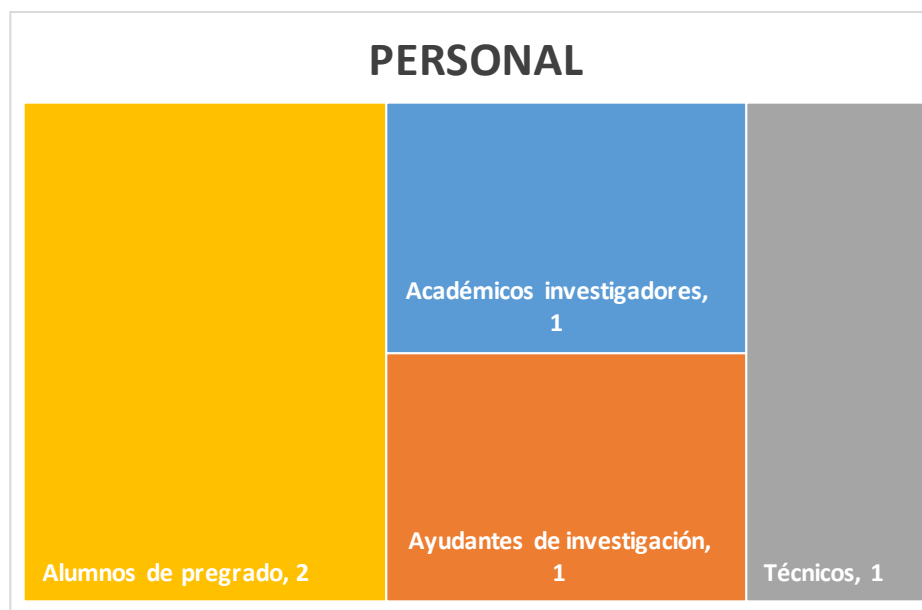 PERSONAL
Académicos investigadores,
1
Ayudantes de investigación,
1
Alumnos de pregrado, 2
Técnicos, 1